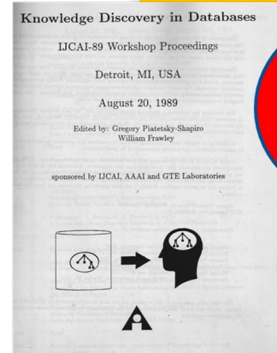 Knowledge Discovery in Databases
IJCAI-89 Workshop Proceedings
Detroit, MI, USA
August 20, 1989
Edited by: Gregory Piatetsky-Shapiro
William Frawley
sponsored by IJCAI, AAAI and GTE Laboratories